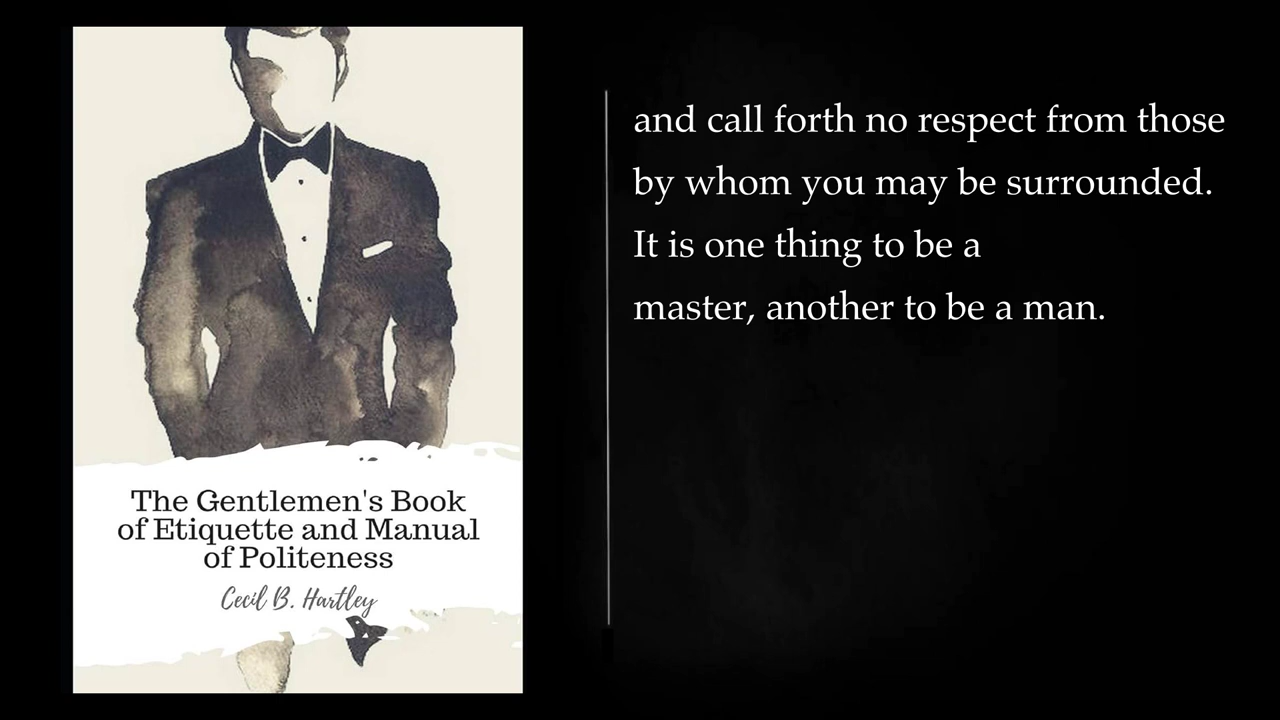 The Gentlemen's Book
of Etiquette and Manual
of Politeness
Cecil B. Hartley
and call forth no respect from those
by whom you may be surrounded.
It is one thing to be a
master, another to be a man.